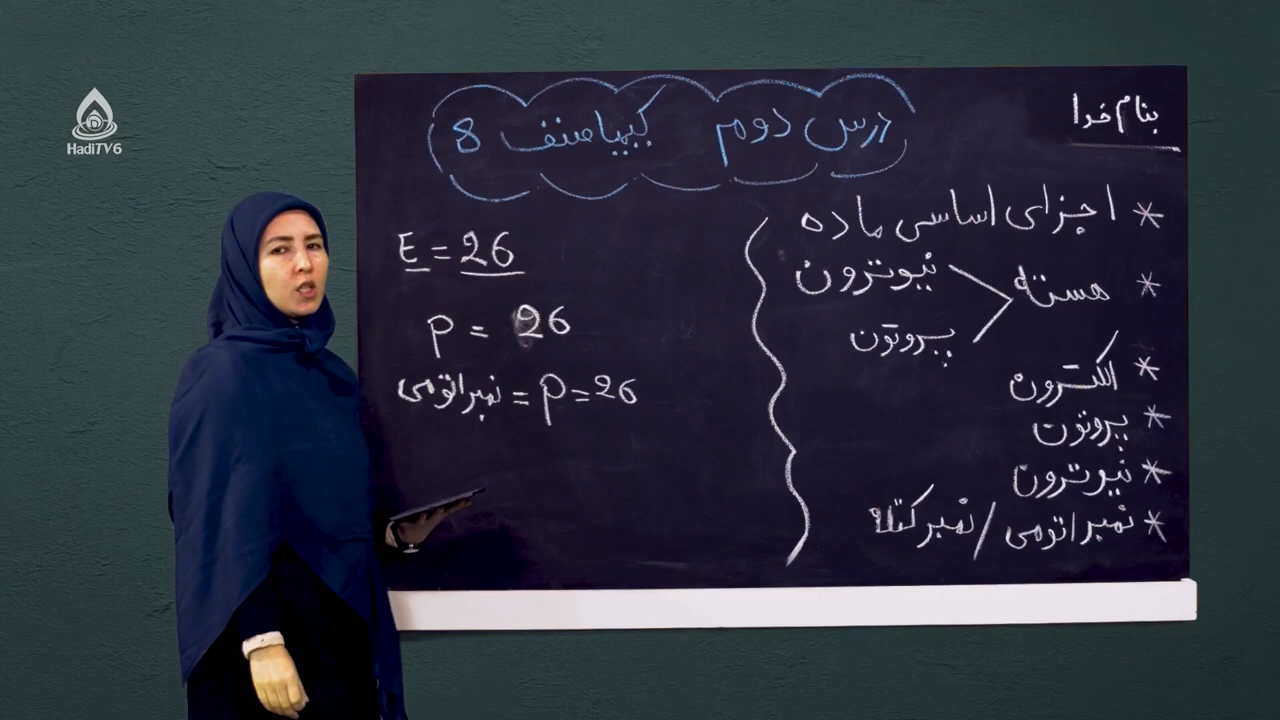 بنام خدا
درس دوم کیمیا صنف 8
* اجزای اساسی ماده
* هسته
نیوترون
پروتون
* الکترون
* پروتون
* نیوترون
* نمبر اتومی / نمبر کتله
E = 26
p = 26
نمبر اتومی = p = 26
HadiTV6